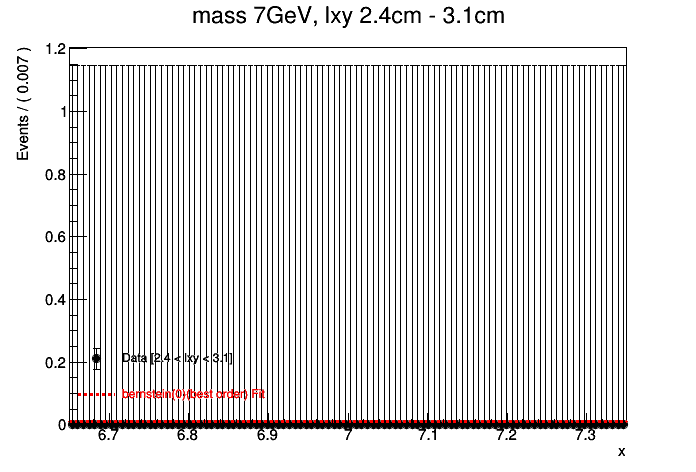 mass 7GeV, lxy 2.4cm - 3.1cm
Events / ( 0.007 )
1.2
1
0.8
0.6
0.4
0.2
0
Data [2.4 < lxy < 3.1]
bernstein(0)(best order) Fit
6.7 6.8 6.9 7 7.1 7.2 7.3
x